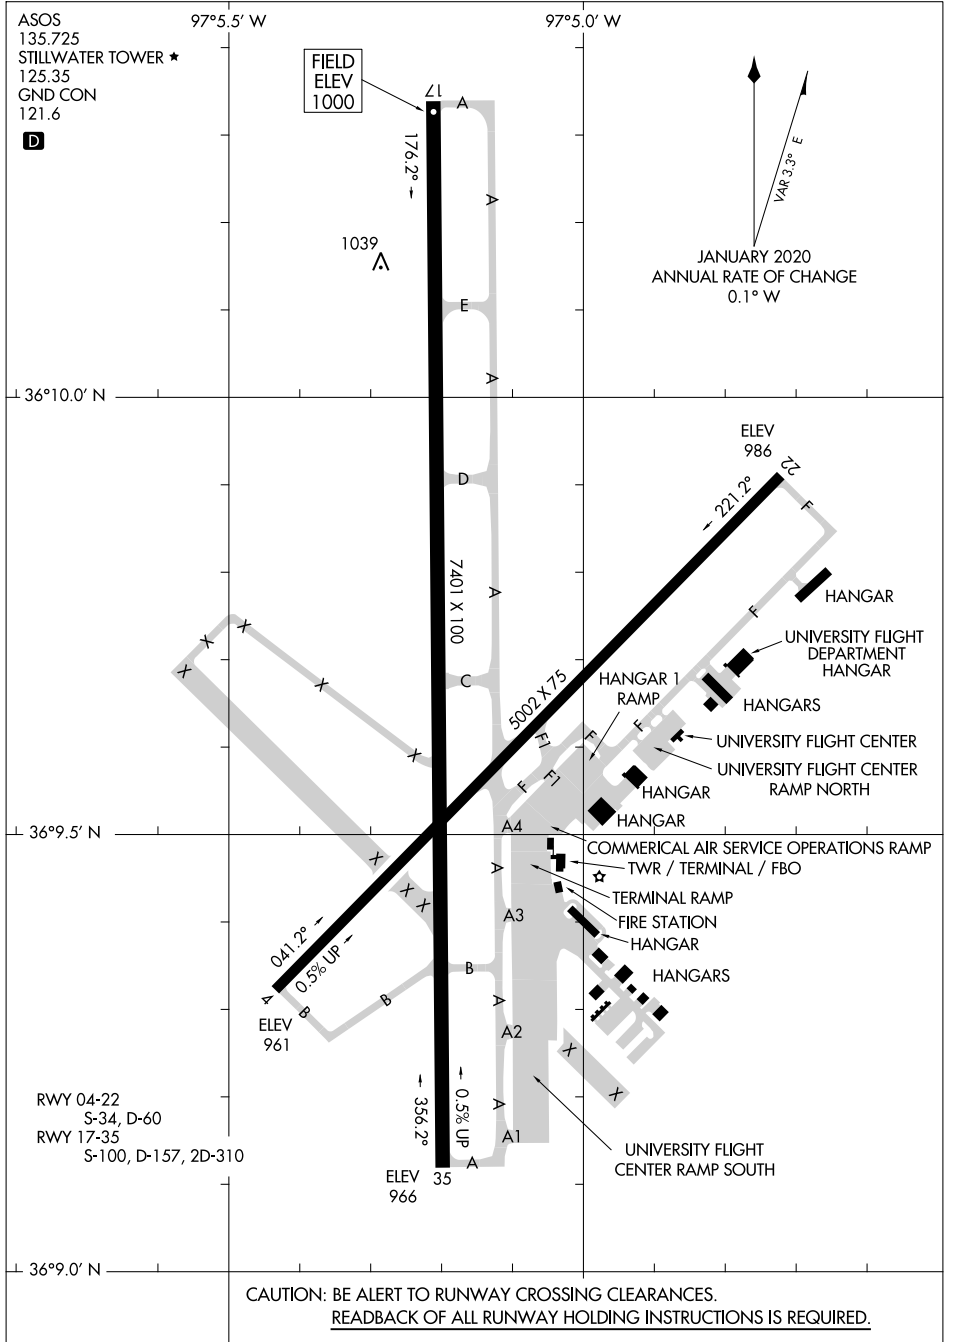 ASOS
135.725
STILLWATER TOWER ★
125.35
GND CON
121.6
D
97°5.5' W
97°5.0' W
FIELD
ELEV
1000
17
A
176.2°
A
VAR 3.3° E
1039
JANUARY 2020
ANNUAL RATE OF CHANGE
0.1° W
E
A
36°10.0' N
ELEV
986
22
D
221.2°
F
7401 X 100
A
HANGAR
F
X
X
X
UNIVERSITY FLIGHT
DEPARTMENT
HANGAR
X
X
C
HANGAR 1
RAMP
5002 X 75
HANGARS
F
F
F1
UNIVERSITY FLIGHT CENTER
X
UNIVERSITY FLIGHT CENTER
RAMP NORTH
F
F1
HANGAR
HANGAR
36°9.5' N
A4
COMMERICAL AIR SERVICE OPERATIONS RAMP
TWR / TERMINAL / FBO
X
A
TERMINAL RAMP
X
X
A3
FIRE STATION
HANGAR
041.2°
0.5% UP
B
HANGARS
4
B
B
A
ELEV
961
A2
X
X
RWY 04-22
S-34, D-60
RWY 17-35
S-100, D-157, 2D-310
356.2°
0.5% UP
A
A1
UNIVERSITY FLIGHT
CENTER RAMP SOUTH
A
ELEV
966
35
36°9.0' N
CAUTION: BE ALERT TO RUNWAY CROSSING CLEARANCES.
READBACK OF ALL RUNWAY HOLDING INSTRUCTIONS IS REQUIRED.